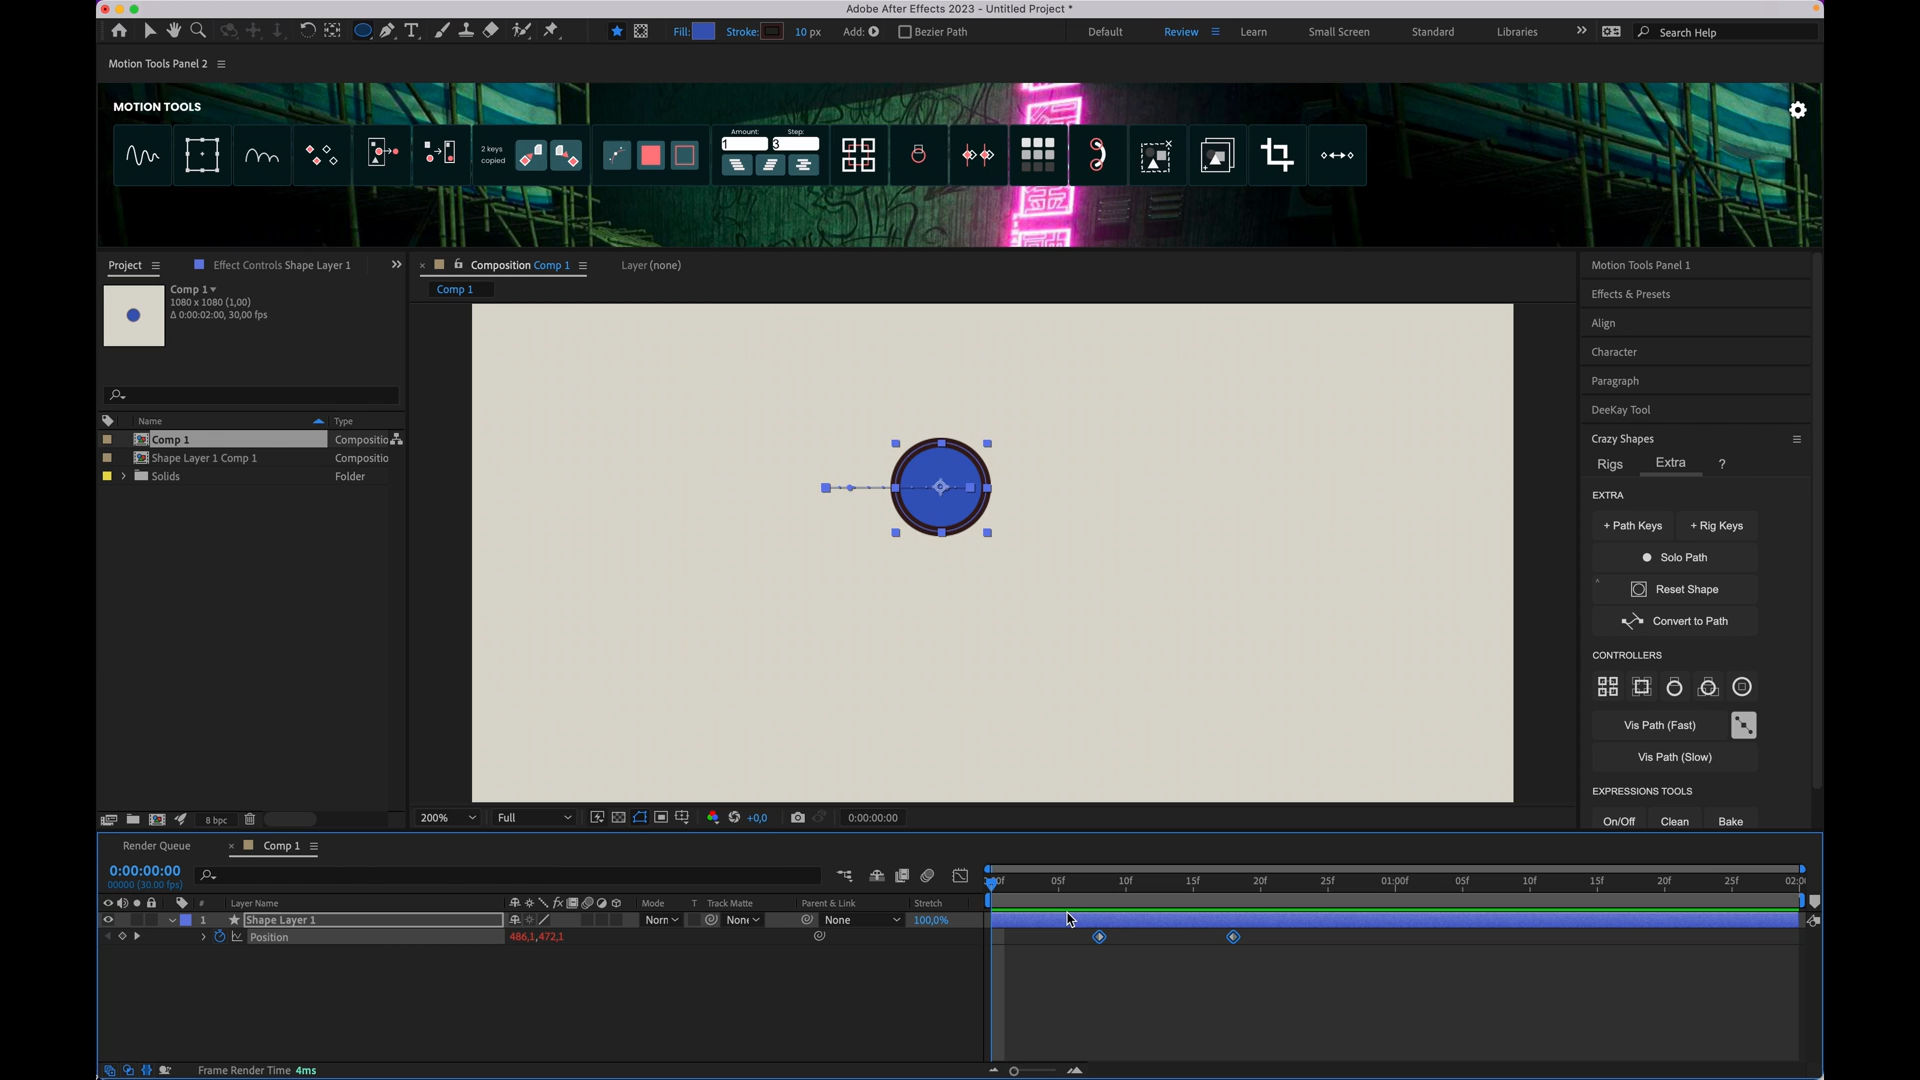 Adobe After Effects 2023 - Untitled Project *
Fill: Stroke: 10 px Add: Bezier Path Default Review Learn Small Screen Standard Libraries Search Help
Motion Tools Panel 2
MOTION TOOLS
2 keys copied
Amount: Step:
1 3
Project Effect Controls Shape Layer 1 Composition Comp 1 Layer (none)
Comp 1
Comp 1
1080 x 1080 (1,00)
Δ 0:00:02:00, 30,00 fps
Name Type
Comp 1 Compositio
Shape Layer 1 Comp 1 Compositio
Solids Folder
8 bpc
200% Full +0,0 0:00:00:00
Motion Tools Panel 1
Effects & Presets
Align
Character
Paragraph
DeeKay Tool
Crazy Shapes
Rigs Extra ?
EXTRA
+ Path Keys + Rig Keys
Solo Path
Reset Shape
Convert to Path
CONTROLLERS
Vis Path (Fast)
Vis Path (Slow)
EXPRESSIONS TOOLS
On/Off Clean Bake
Render Queue Comp 1
0:00:00:00
00000 (30.00 fps)
05f 10f 15f 20f 25f 01:00f 05f 10f 15f 20f 25f
# Layer Name fx Mode T Track Matte Parent & Link Stretch
1 Shape Layer 1 Norn None None 100,0%
Position 486,1,472,1
Frame Render Time 4ms